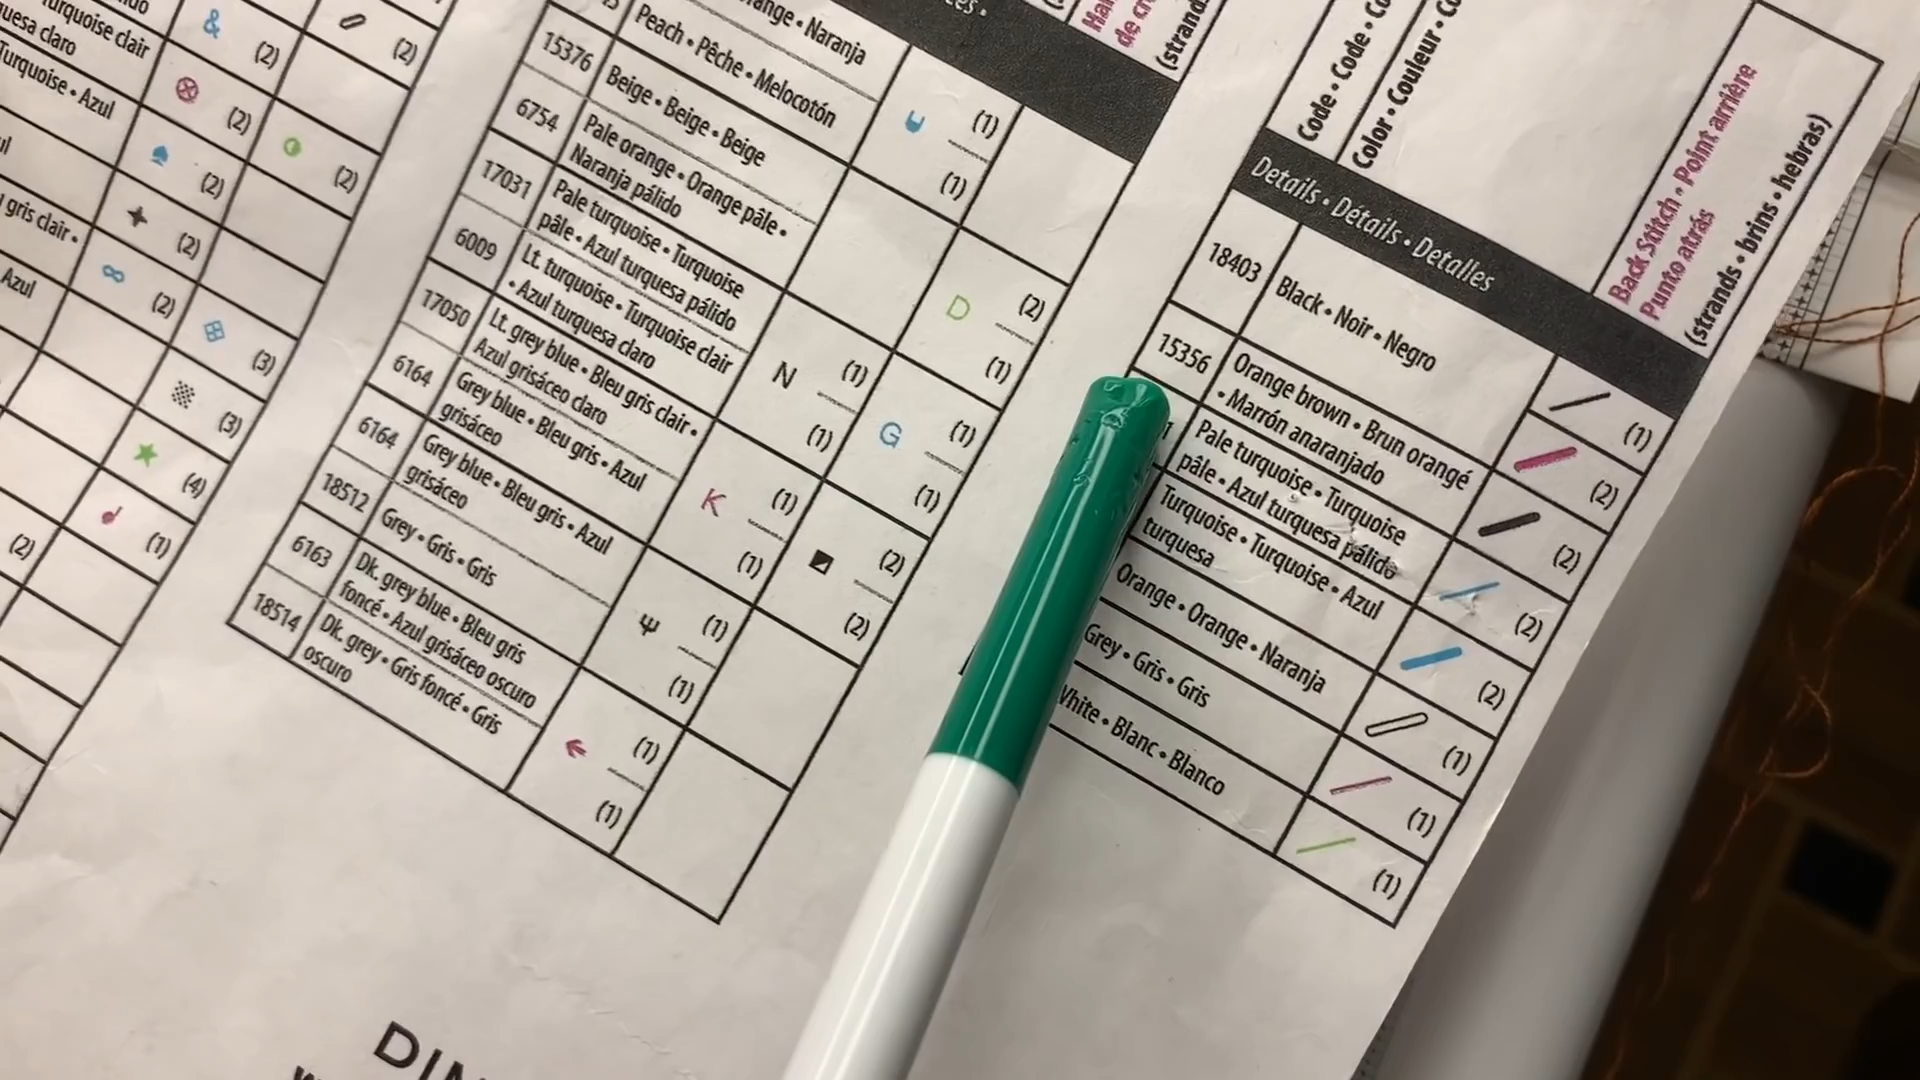 Turquoise clair
quesa claro
Turquoise • Azul
gris clair •
Azul
&
(2)
(2)
(2)
(2)
(2)
(2)
(2)
(3)
(3)
(4)
(1)
(2)
Naranja
Peach • Pêche • Melocotón
15376
Beige • Beige • Beige
(1)
(1)
6754
Pale orange • Orange pâle •
Naranja pálido
17031
Pale turquoise • Turquoise
pâle • Azul turquesa pálido
D
(2)
(1)
6009
Lt. turquoise • Turquoise clair
• Azul turquesa claro
N
(1)
(1)
17050
Lt. grey blue • Bleu gris clair •
Azul grisáceo claro
G
(1)
(1)
6164
Grey blue • Bleu gris • Azul
grisáceo
K
(1)
(1)
6164
Grey blue • Bleu gris • Azul
grisáceo
(2)
(2)
18512
Grey • Gris • Gris
Ψ
(1)
(1)
6163
Dk. grey blue • Bleu gris
foncé • Azul grisáceo oscuro
18514
Dk. grey • Gris foncé • Gris
oscuro
(1)
(1)
Code • Code •
Color • Couleur •
Back Stitch • Point arrière
Punto atrás
(strands • brins • hebras)
Details • Détails • Detalles
18403
Black • Noir • Negro
(1)
15356
Orange brown • Brun orangé
• Marrón anaranjado
(2)
(2)
Pale turquoise • Turquoise
pâle • Azul turquesa pálido
(2)
Turquoise • Turquoise • Azul
turquesa
(2)
Orange • Orange • Naranja
(1)
Grey • Gris • Gris
(1)
White • Blanc • Blanco
(1)